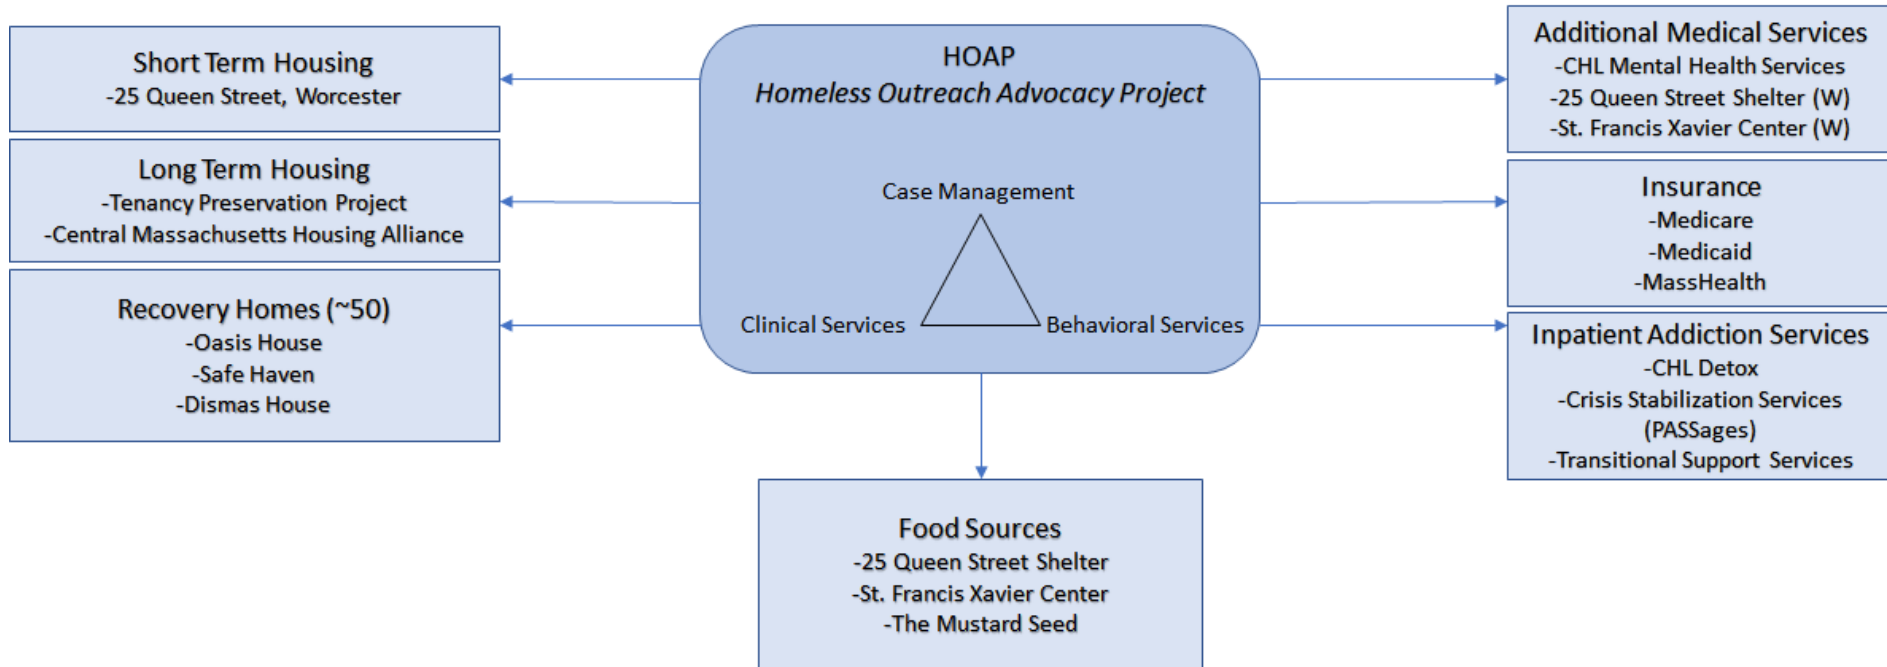 Short Term Housing
-25 Queen Street, Worcester
Long Term Housing
-Tenancy Preservation Project
-Central Massachusetts Housing Alliance
Recovery Homes (~50)
-Oasis House
-Safe Haven
-Dismas House
HOAP
Homeless Outreach Advocacy Project
Case Management
Clinical Services
Behavioral Services
Additional Medical Services
-CHL Mental Health Services
-25 Queen Street Shelter (W)
-St. Francis Xavier Center (W)
Insurance
-Medicare
-Medicaid
-MassHealth
Inpatient Addiction Services
-CHL Detox
-Crisis Stabilization Services
(PASSages)
-Transitional Support Services
Food Sources
-25 Queen Street Shelter
-St. Francis Xavier Center
-The Mustard Seed